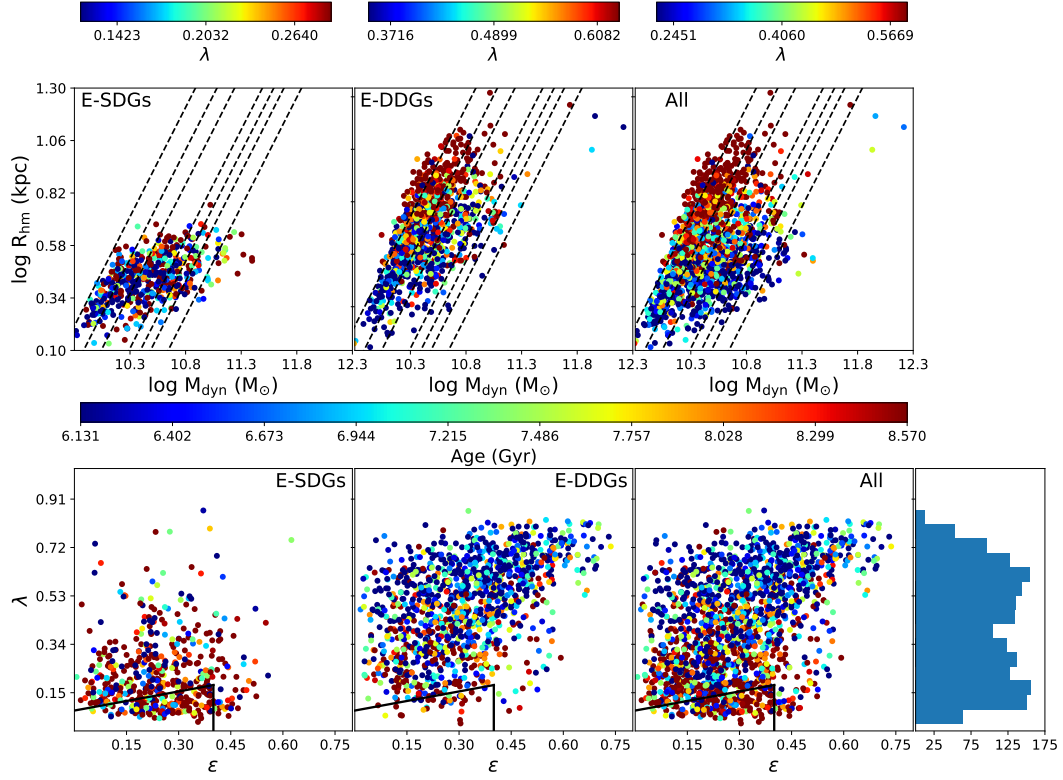 0.1423 0.2032 0.2640 0.3716 0.4899 0.6082 0.2451 0.4060 0.5669
λ λ λ
E-SDGs E-DDGs All
1.30
1.06
0.82
0.58
0.34
0.10
log R_hm (kpc)
10.3 10.8 11.3 11.8 12.3 10.3 10.8 11.3 11.8 12.3 10.3 10.8 11.3 11.8 12.3
log M_dyn (M_⊙) log M_dyn (M_⊙) log M_dyn (M_⊙)
6.131 6.402 6.673 6.944 7.215 7.486 7.757 8.028 8.299 8.570
Age (Gyr)
E-SDGs E-DDGs All
0.91
0.72
0.53
0.34
0.15
λ
0.15 0.30 0.45 0.60 0.75 0.15 0.30 0.45 0.60 0.75 0.15 0.30 0.45 0.60 0.75 25 75 125 175
ε ε ε